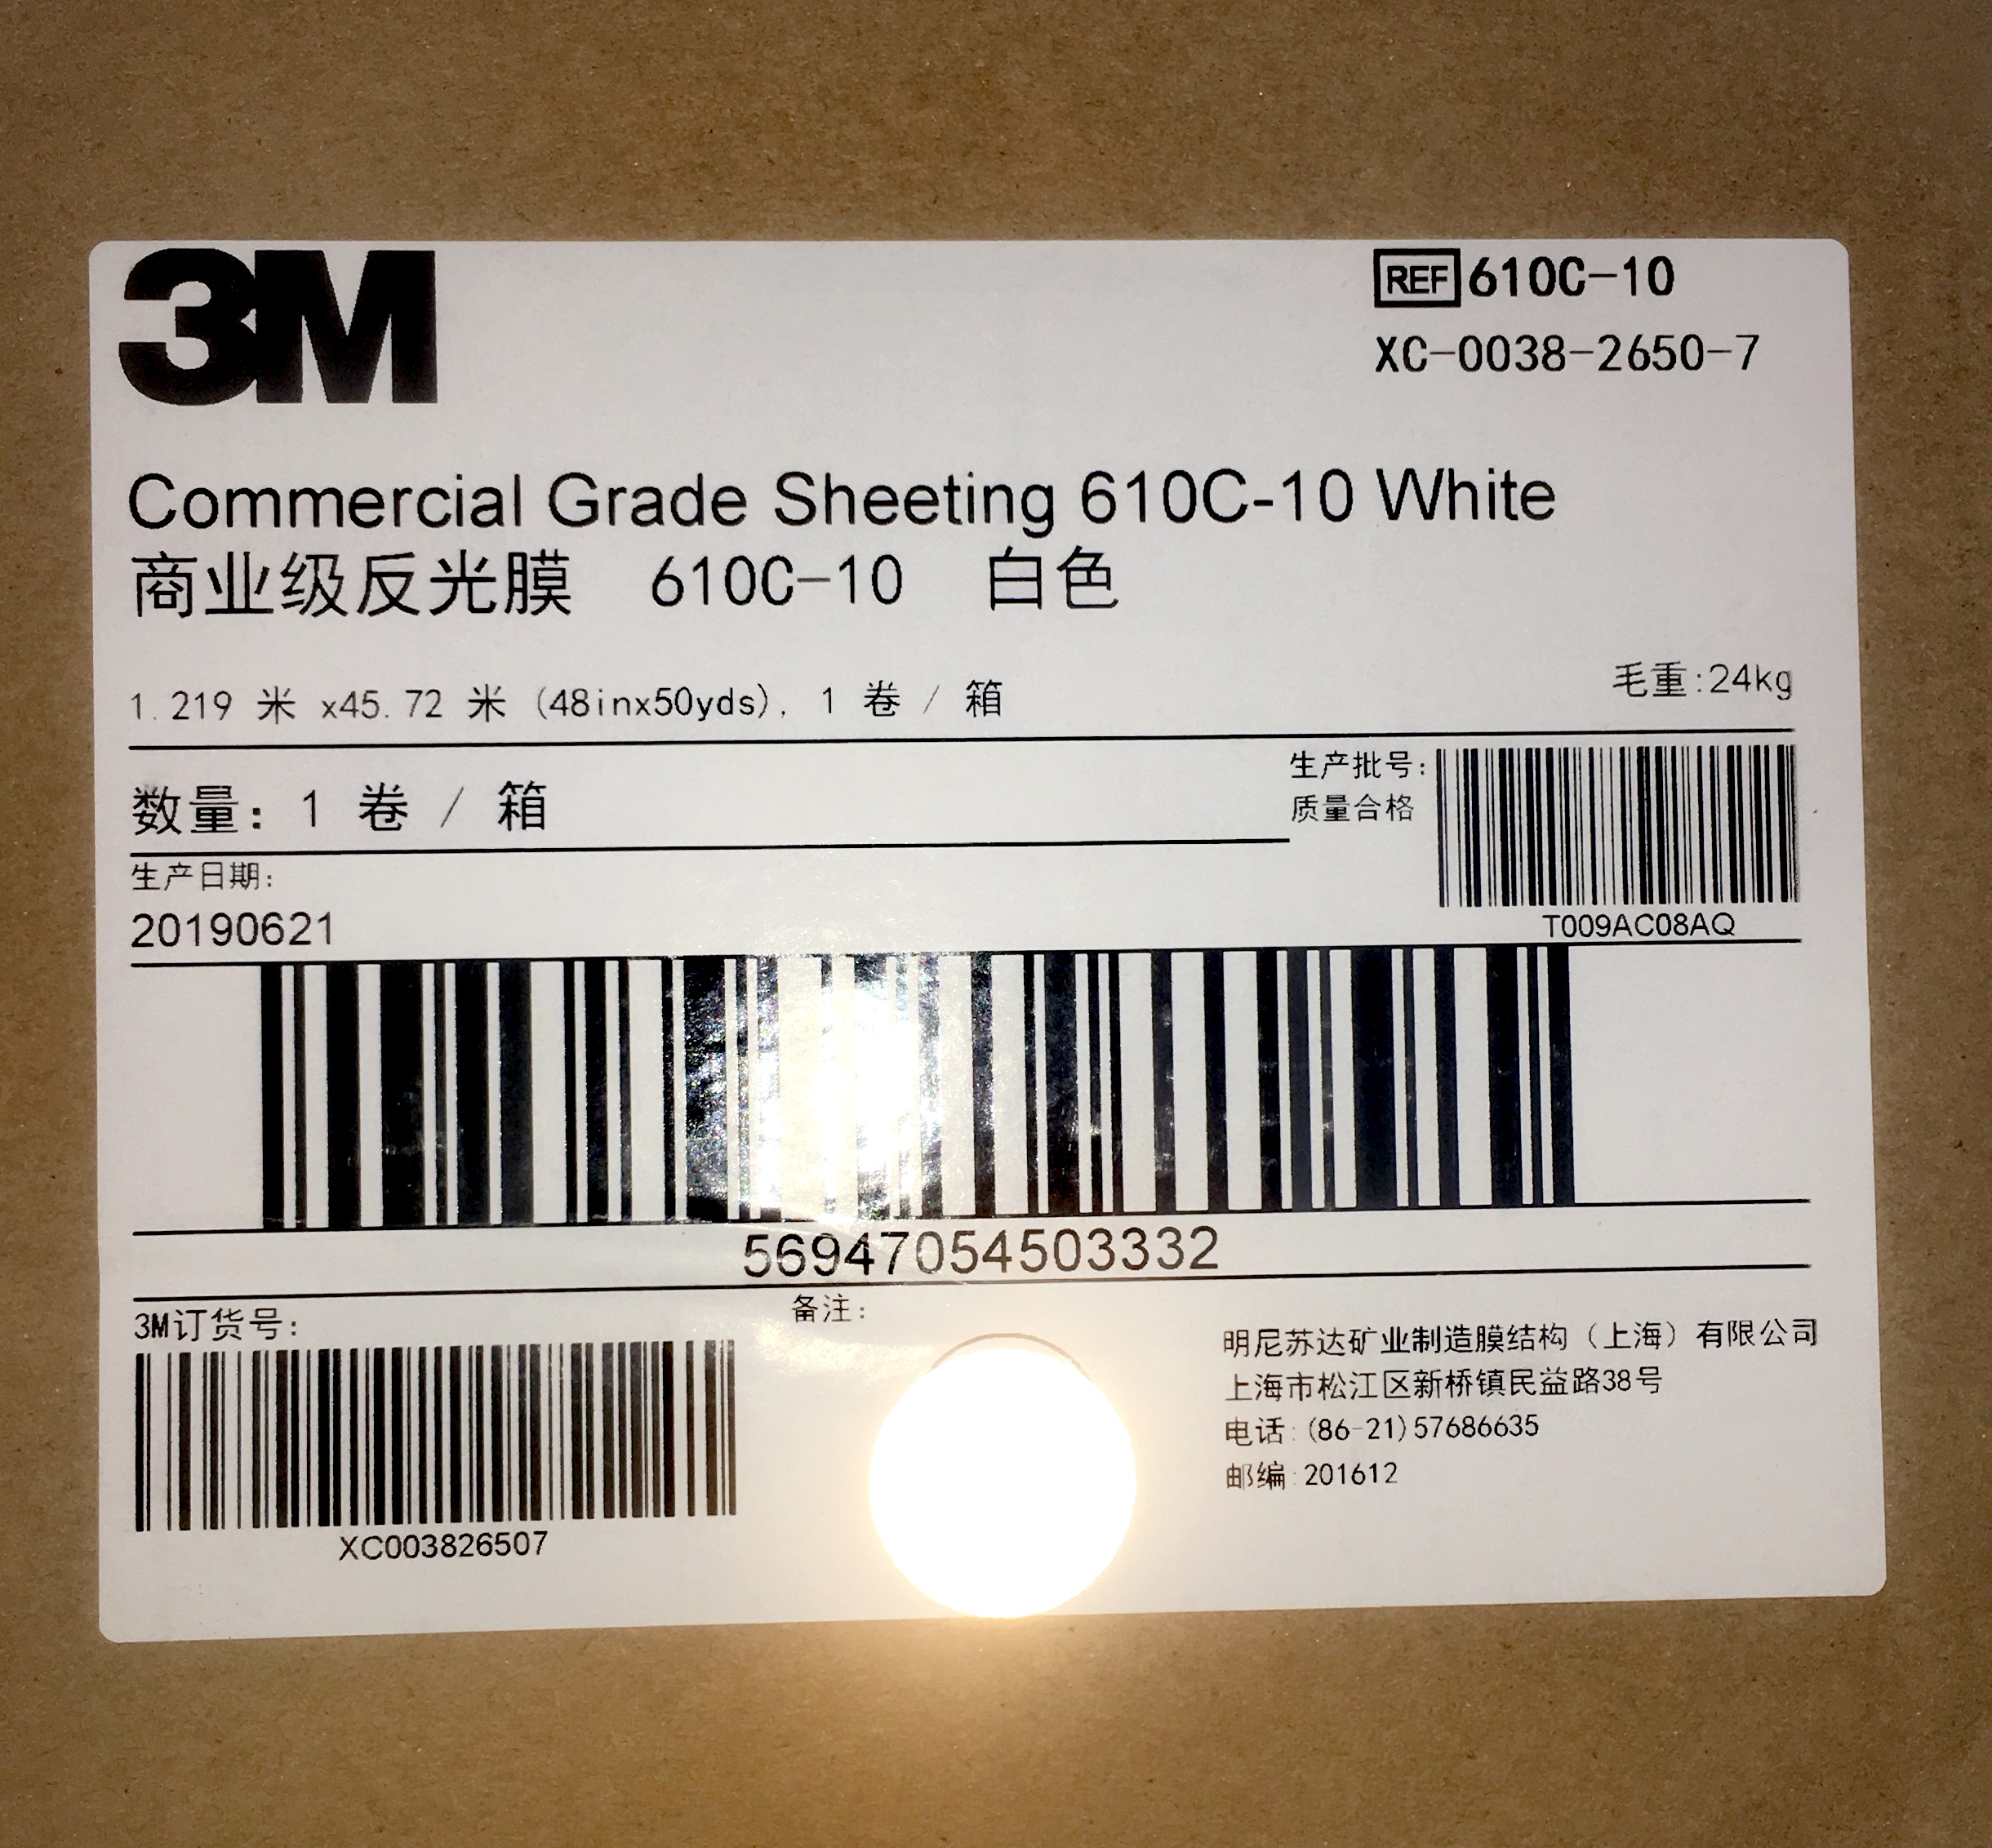 3M
REF 610C-10
XC-0038-2650-7
Commercial Grade Sheeting 610C-10 White
商业级反光膜 610C-10 白色
1.219 米 x45.72 米 (48inx50yds), 1 卷 / 箱
毛重:24kg
数量: 1 卷 / 箱
生产批号:
质量合格
T009AC08AQ
生产日期:
20190621
56947054503332
3M订货号:
XC003826507
备注:
明尼苏达矿业制造膜结构（上海）有限公司
上海市松江区新桥镇民益路38号
电话:(86-21)57686635
邮编:201612